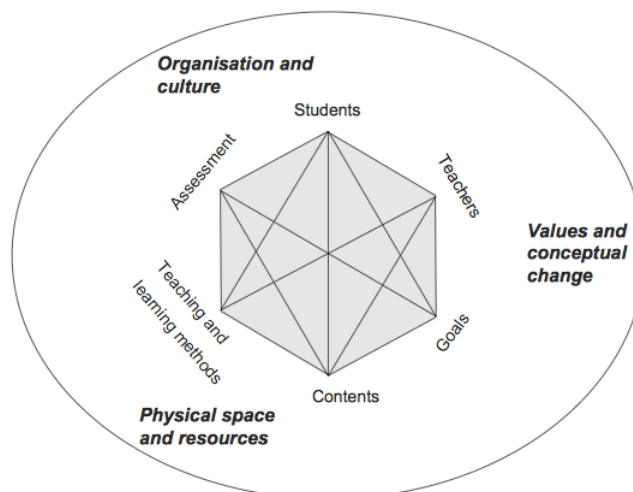 Organisation and
culture
Students
Assessment
Teachers
Values and
conceptual
change
Teaching and
learning methods
Goals
Contents
Physical space
and resources